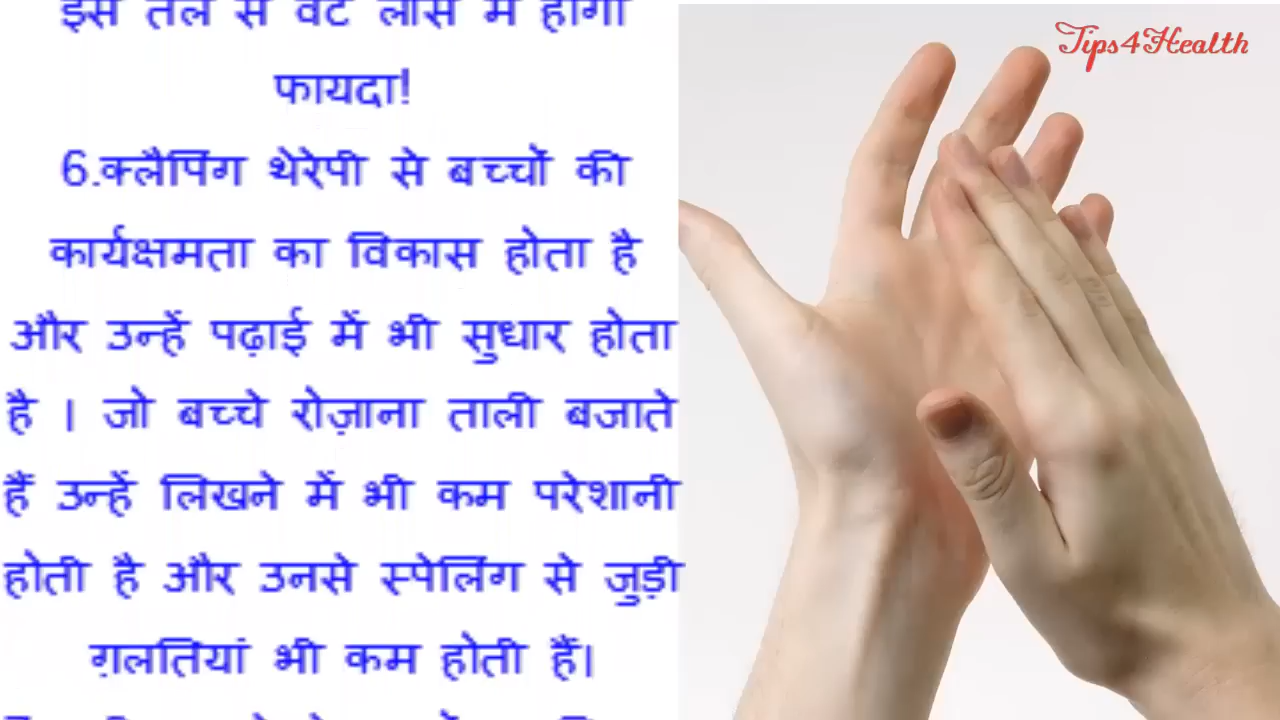 इस तेल से वेट लॉस में होगा
फायदा!
6.क्लैपिंग थेरेपी से बच्चों की
कार्यक्षमता का विकास होता है
और उन्हें पढ़ाई में भी सुधार होता
है । जो बच्चे रोज़ाना ताली बजाते
हैं उन्हें लिखने में भी कम परेशानी
होती है और उनसे स्पेलिंग से जुड़ी
ग़लतियां भी कम होती हैं।
Tips4Health